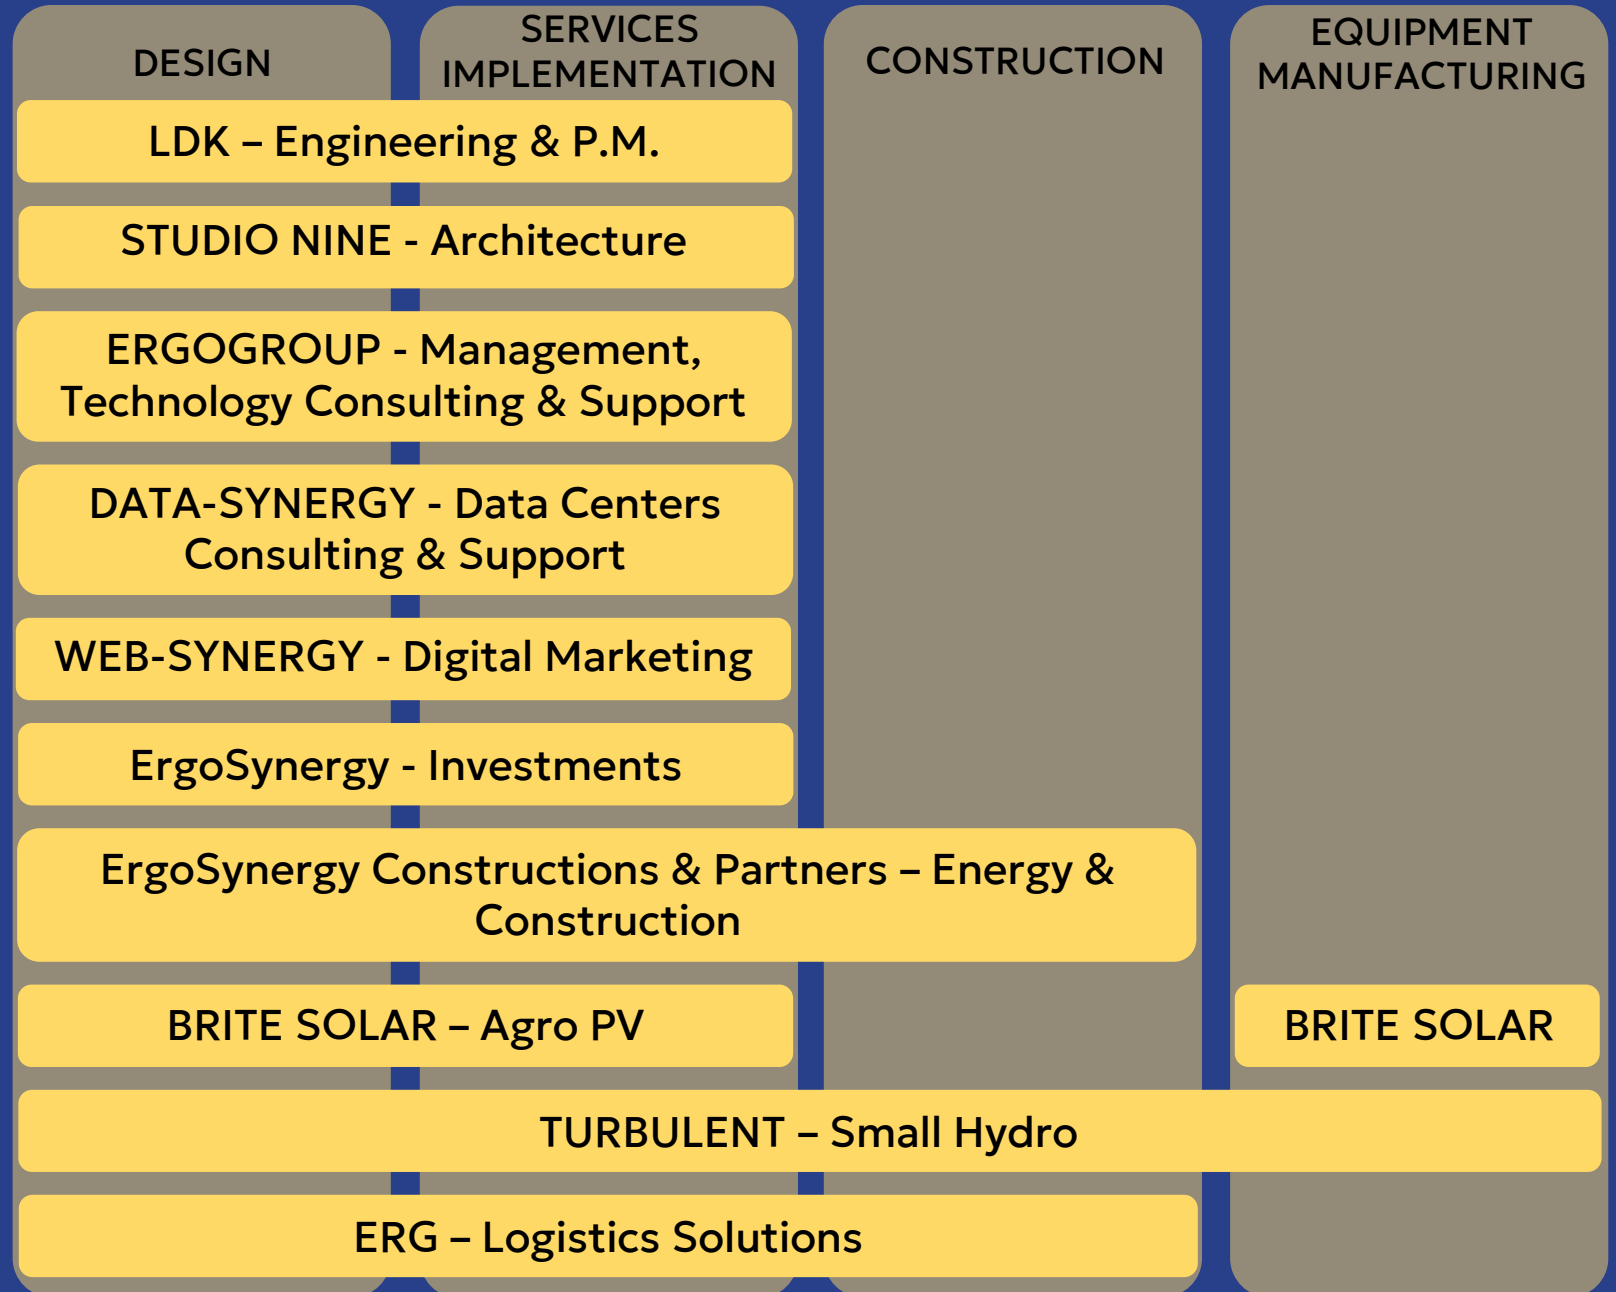 DESIGN
SERVICES
IMPLEMENTATION
CONSTRUCTION
EQUIPMENT
MANUFACTURING
LDK – Engineering & P.M.
STUDIO NINE - Architecture
ERGOGROUP - Management,
Technology Consulting & Support
DATA-SYNERGY - Data Centers
Consulting & Support
WEB-SYNERGY - Digital Marketing
ErgoSynergy - Investments
ErgoSynergy Constructions & Partners – Energy &
Construction
BRITE SOLAR – Agro PV
BRITE SOLAR
TURBULENT – Small Hydro
ERG – Logistics Solutions